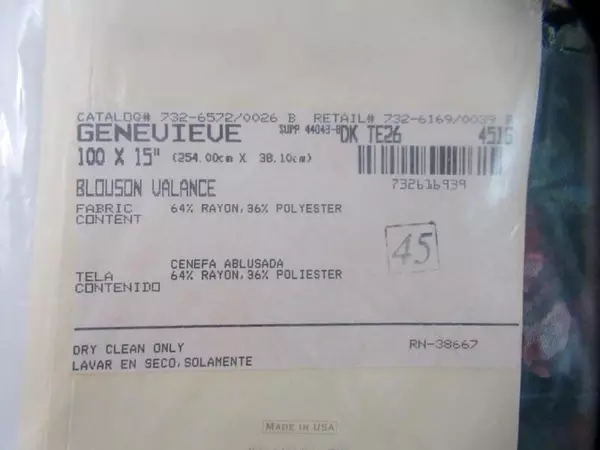 CATALOG# 732-6572/0026 B RETAIL# 732-6169/0039 B
GENEVIEVE SUPP 44043-8 DK TE26 4515
100 X 15" (254.00cm X 38.10cm)
732616939
BLOUSON VALANCE
FABRIC CONTENT 64% RAYON,36% POLYESTER
45
CENEFA ABLUSADA
TELA CONTENIDO 64% RAYON,36% POLIESTER
DRY CLEAN ONLY RN-38667
LAVAR EN SECO,SOLAMENTE
MADE IN USA